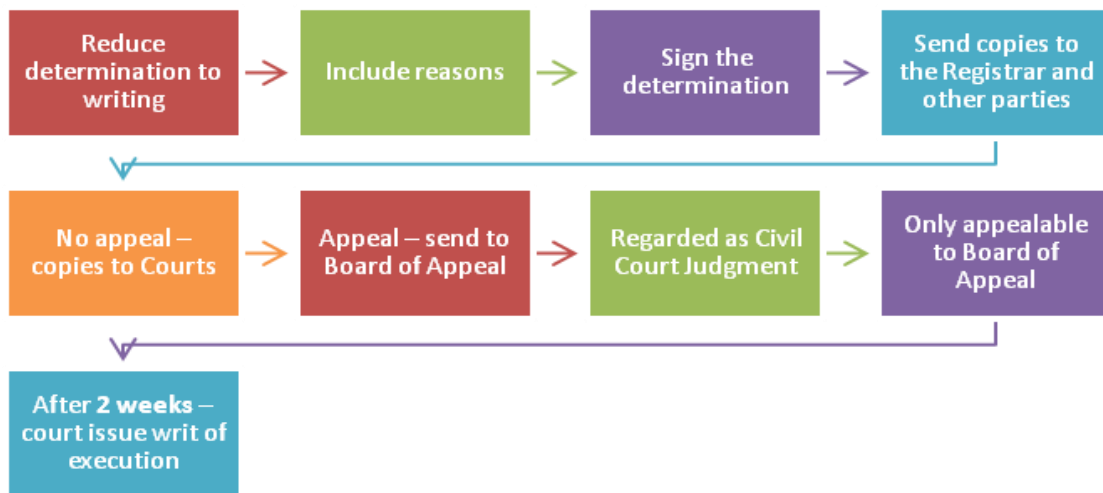 Reduce
determination to
writing
Include reasons
Sign the
determination
Send copies to
the Registrar and
other parties
No appeal –
copies to Courts
Appeal – send to
Board of Appeal
Regarded as Civil
Court Judgment
Only appealable
to Board of
Appeal
After 2 weeks –
court issue writ of
execution